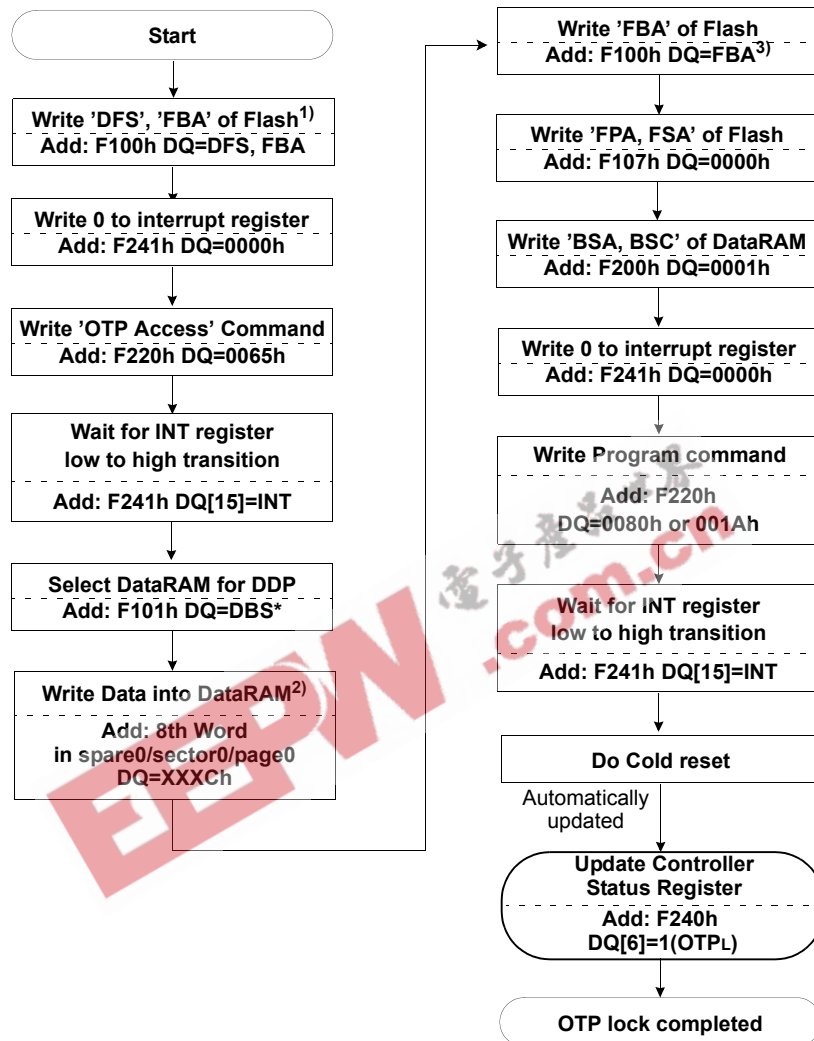 Start
Write ’DFS’, ’FBA’ of Flash1)
Add: F100h DQ=DFS, FBA
Write 0 to interrupt register
Add: F241h DQ=0000h
Write ’OTP Access’ Command
Add: F220h DQ=0065h
Wait for INT register
low to high transition
Add: F241h DQ[15]=INT
Select DataRAM for DDP
Add: F101h DQ=DBS*
Write Data into DataRAM2)
Add: 8th Word
in spare0/sector0/page0
DQ=XXXCh
Write ’FBA’ of Flash
Add: F100h DQ=FBA3)
Write ’FPA, FSA’ of Flash
Add: F107h DQ=0000h
Write ’BSA, BSC’ of DataRAM
Add: F200h DQ=0001h
Write 0 to interrupt register
Add: F241h DQ=0000h
Write Program command
Add: F220h
DQ=0080h or 001Ah
Wait for INT register
low to high transition
Add: F241h DQ[15]=INT
Do Cold reset
Automatically
updated
Update Controller
Status Register
Add: F240h
DQ[6]=1(OTPL)
OTP lock completed
EEPW.com.cn
電子產品世界